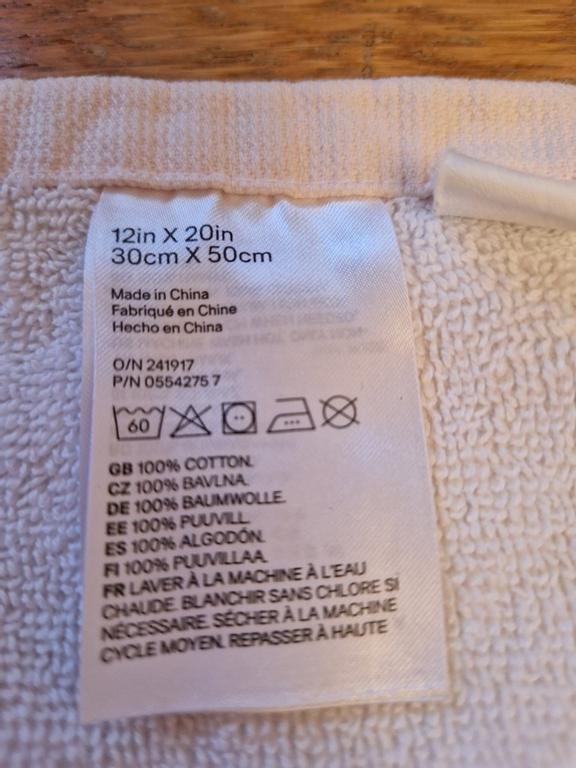 12in X 20in
30cm X 50cm
Made in China
Fabriqué en Chine
Hecho en China
O/N 241917
P/N 0554275 7
60
GB 100% COTTON.
CZ 100% BAVLNA.
DE 100% BAUMWOLLE.
EE 100% PUUVILL.
ES 100% ALGODÓN.
FI 100% PUUVILLAA.
FR LAVER À LA MACHINE À L'EAU
CHAUDE. BLANCHIR SANS CHLORE SÍ
NÉCESSAIRE. SÉCHER À LA MACHINE
CYCLE MOYEN. REPASSER À HAUTE